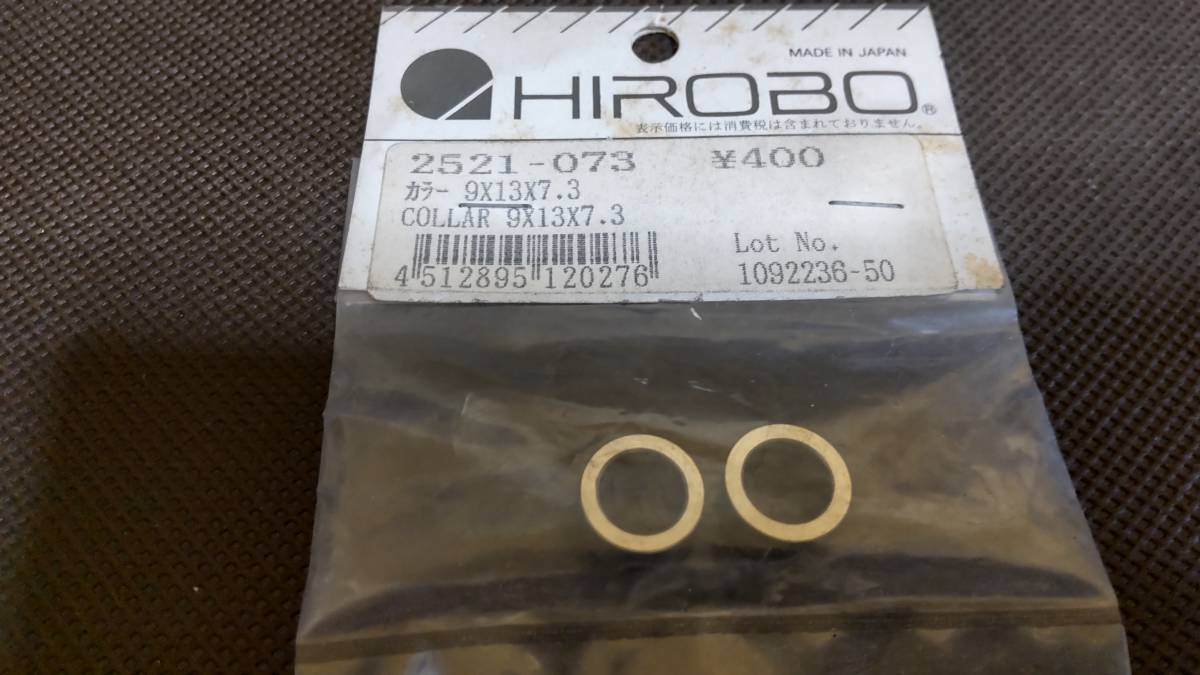 MADE IN JAPAN
HIROBO®
表示価格には消費税は含まれておりません。
2521-073 ¥400
カラー 9X13X7.3
COLLAR 9X13X7.3
Lot No.
4 512895 120276
1092236-50